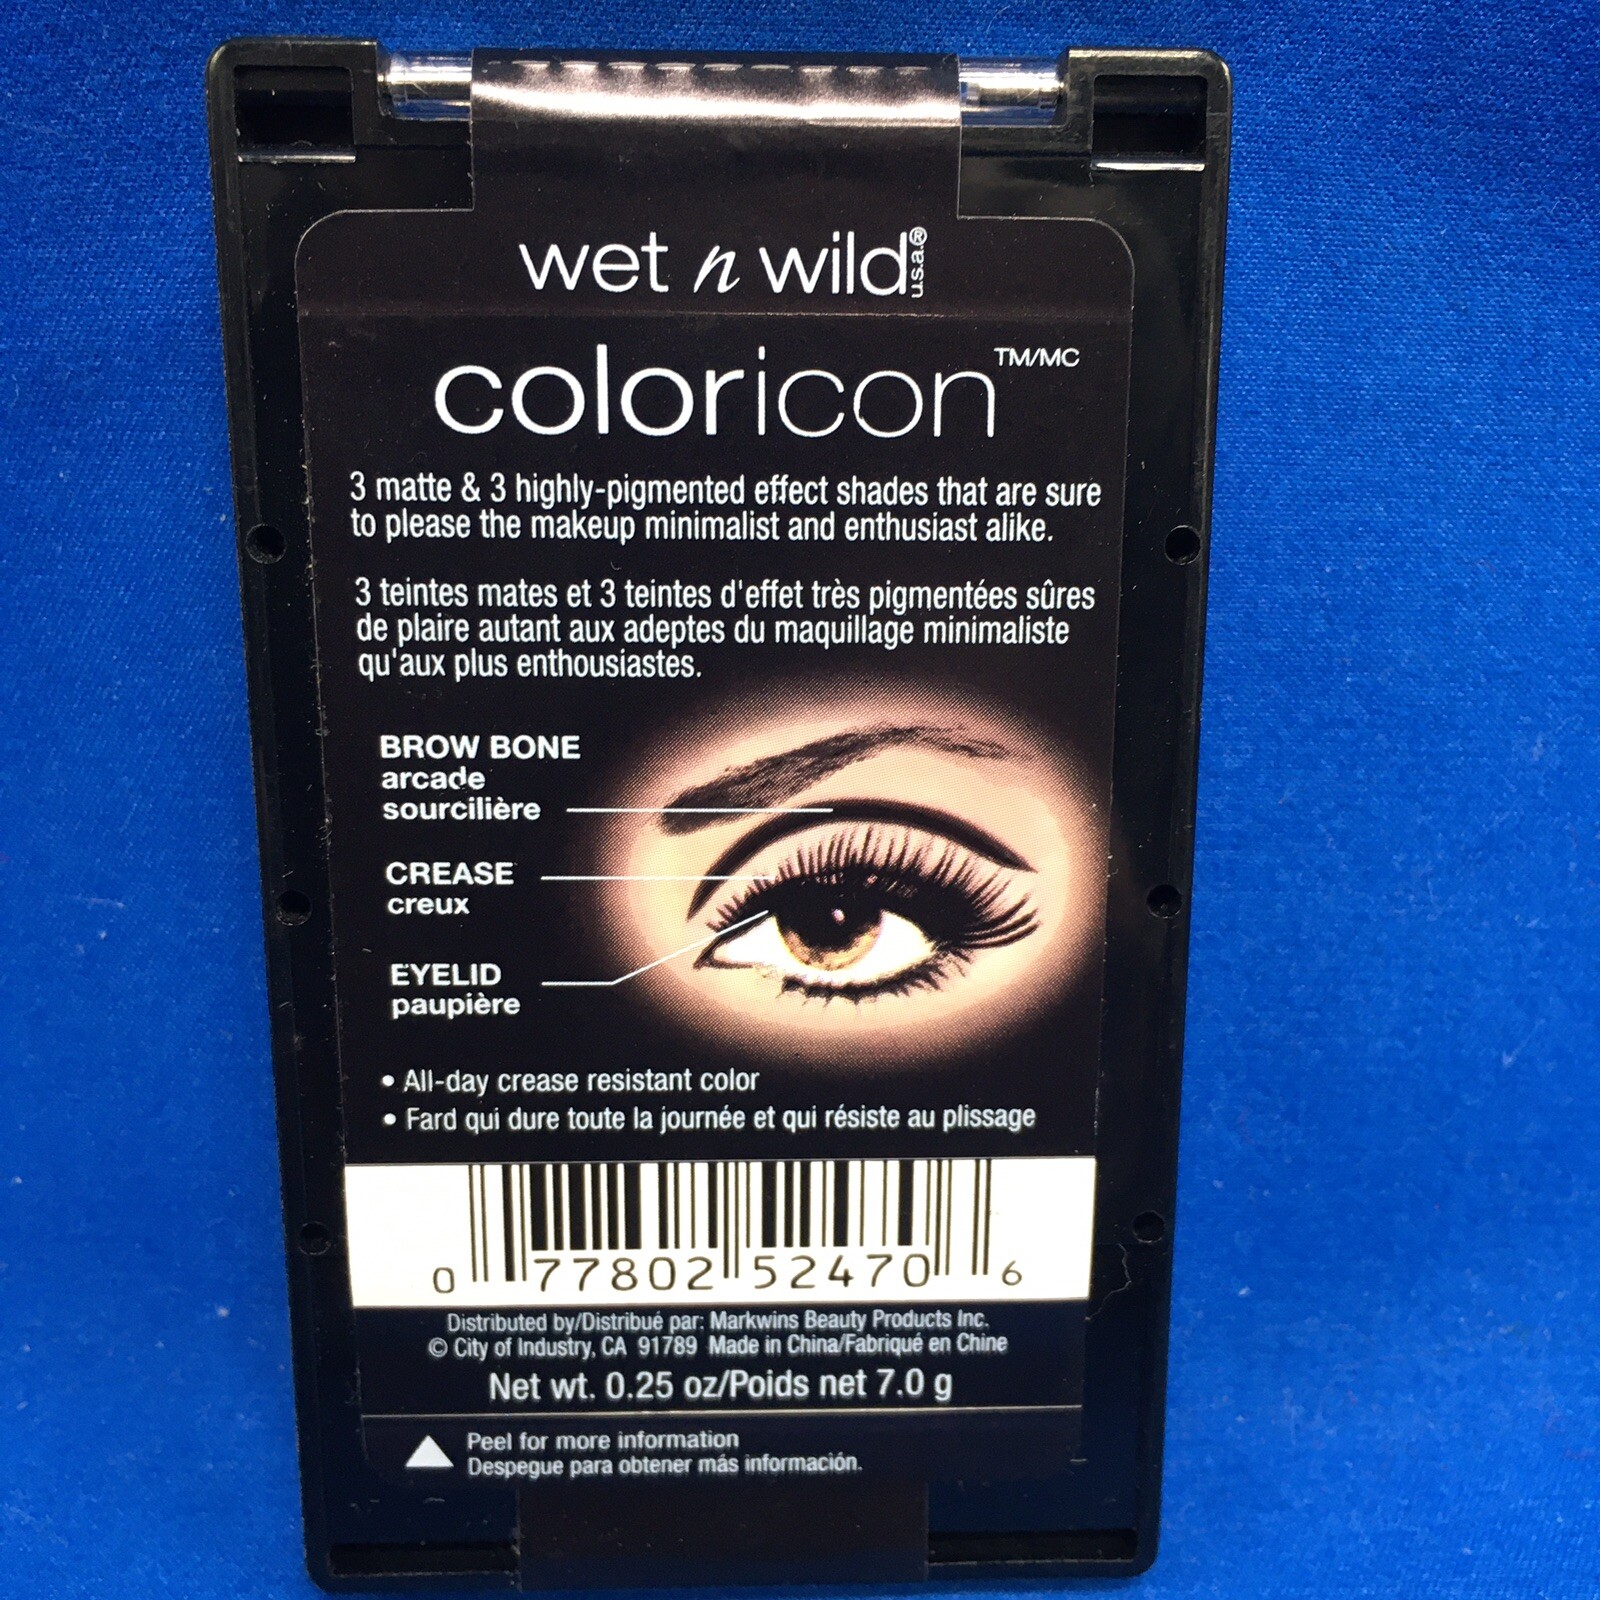 wet n wild u.s.a.®
coloricon TM/MC
3 matte & 3 highly-pigmented effect shades that are sure
to please the makeup minimalist and enthusiast alike.
3 teintes mates et 3 teintes d'effet très pigmentées sûres
de plaire autant aux adeptes du maquillage minimaliste
qu'aux plus enthousiastes.
BROW BONE
arcade
sourcilière
CREASE
creux
EYELID
paupière
• All-day crease resistant color
• Fard qui dure toute la journée et qui résiste au plissage
0 77802 52470 6
Distributed by/Distribué par: Markwins Beauty Products Inc.
© City of Industry, CA 91789 Made in China/Fabriqué en Chine
Net wt. 0.25 oz/Poids net 7.0 g
Peel for more information
Despegue para obtener más información.